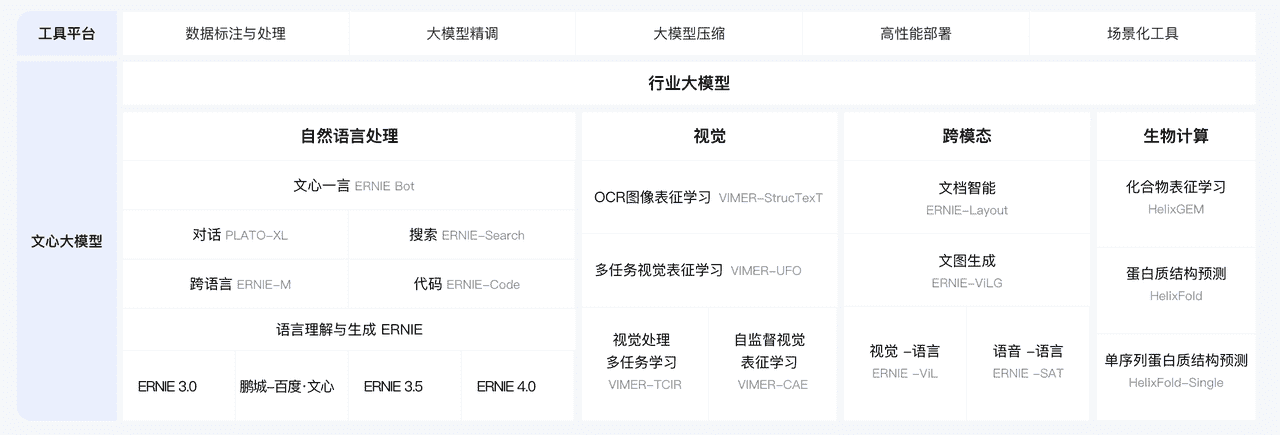 工具平台
数据标注与处理
大模型精调
大模型压缩
高性能部署
场景化工具
文心大模型
行业大模型
自然语言处理
文心一言 ERNIE Bot
对话 PLATO-XL
搜索 ERNIE-Search
跨语言 ERNIE-M
代码 ERNIE-Code
语言理解与生成 ERNIE
ERNIE 3.0
鹏城-百度·文心
ERNIE 3.5
ERNIE 4.0
视觉
OCR图像表征学习 VIMER-StrucTexT
多任务视觉表征学习 VIMER-UFO
视觉处理
多任务学习
VIMER-TCIR
自监督视觉
表征学习
VIMER-CAE
跨模态
文档智能
ERNIE-Layout
文图生成
ERNIE-ViLG
视觉 -语言
ERNIE -ViL
语音 -语言
ERNIE -SAT
生物计算
化合物表征学习
HelixGEM
蛋白质结构预测
HelixFold
单序列蛋白质结构预测
HelixFold-Single